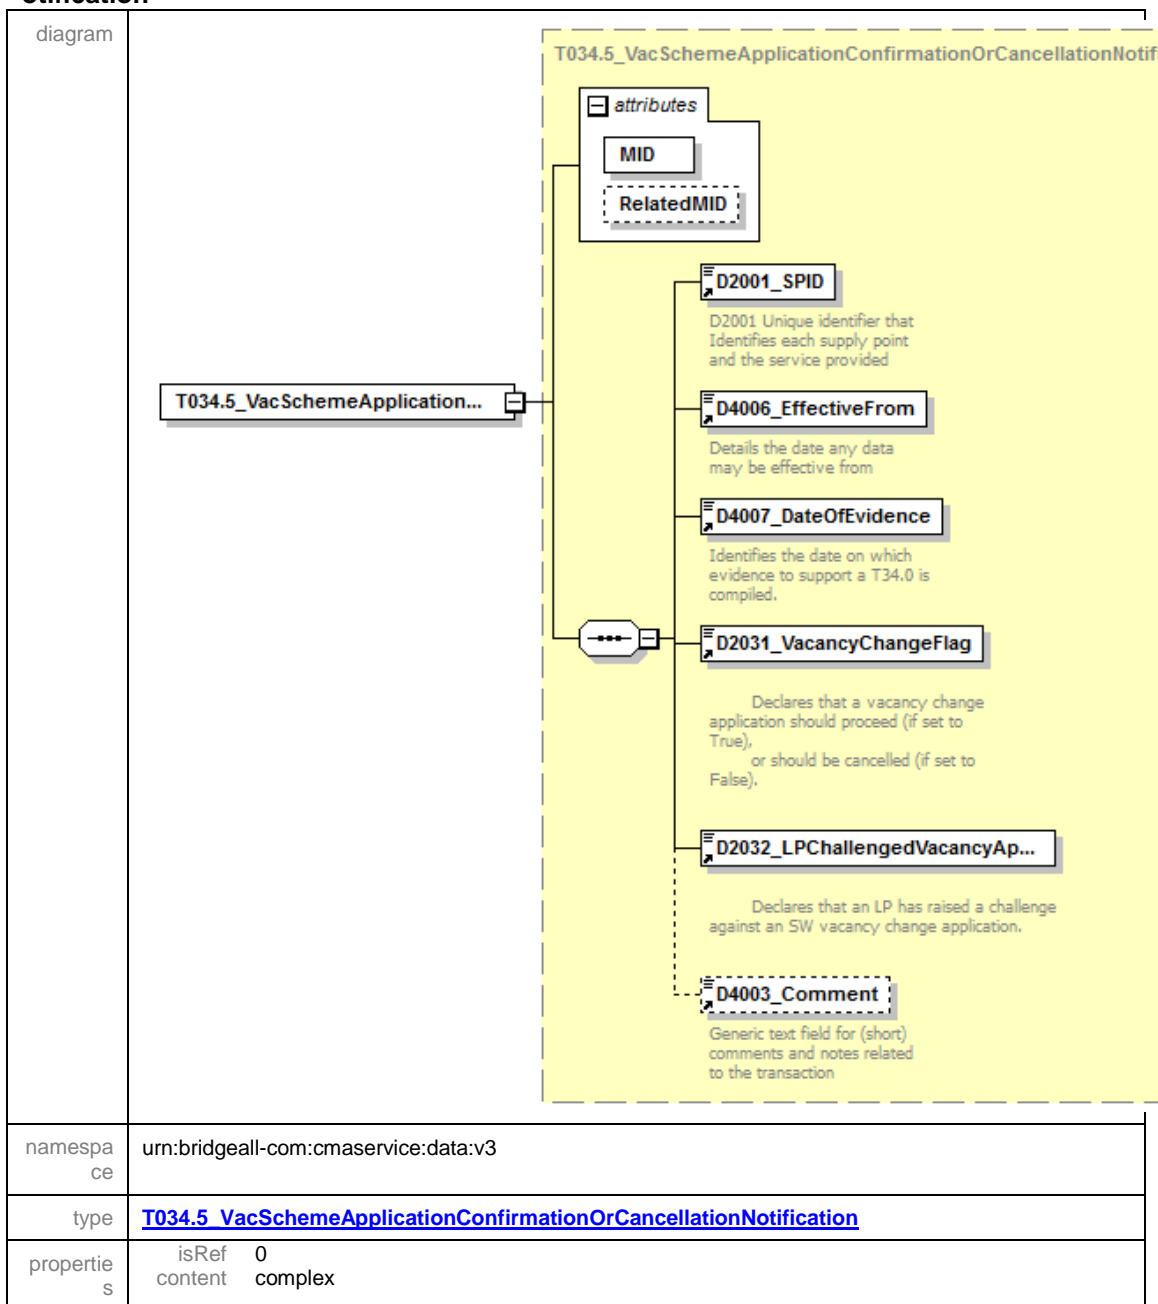 otification
diagram
T034.5_VacSchemeApplicationConfirmationOrCancellationNotif
attributes
MID
RelatedMID
D2001_SPID
D2001 Unique identifier that
Identifies each supply point
and the service provided
T034.5_VacSchemeApplication...
D4006_EffectiveFrom
Details the date any data
may be effective from
D4007_DateOfEvidence
Identifies the date on which
evidence to support a T34.0 is
compiled.
D2031_VacancyChangeFlag
Declares that a vacancy change
application should proceed (if set to
True),
or should be cancelled (if set to
False).
D2032_LPChallengedVacancyAp...
Declares that an LP has raised a challenge
against an SW vacancy change application.
D4003_Comment
Generic text field for (short)
comments and notes related
to the transaction
namespa
ce
urn:bridgeall-com:cmaservice:data:v3
type
T034.5_VacSchemeApplicationConfirmationOrCancellationNotification
propertie
s
isRef 0
content complex